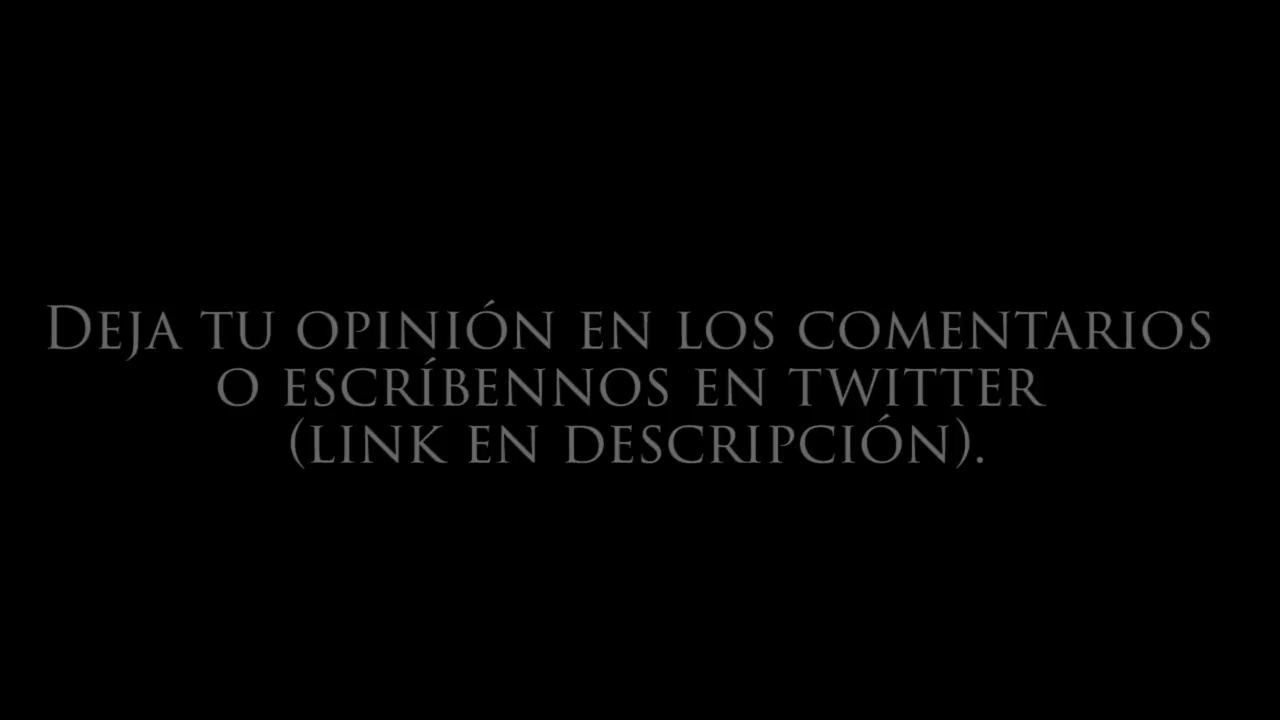 Deja tu opinión en los comentarios
o escríbennos en twitter
(link en descripción).